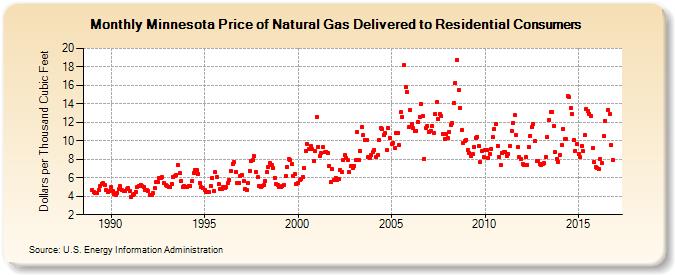 Monthly Minnesota Price of Natural Gas Delivered to Residential Consumers
Dollars per Thousand Cubic Feet
20
18
16
14
12
10
8
6
4
2
1990 1995 2000 2005 2010 2015
Source: U.S. Energy Information Administration